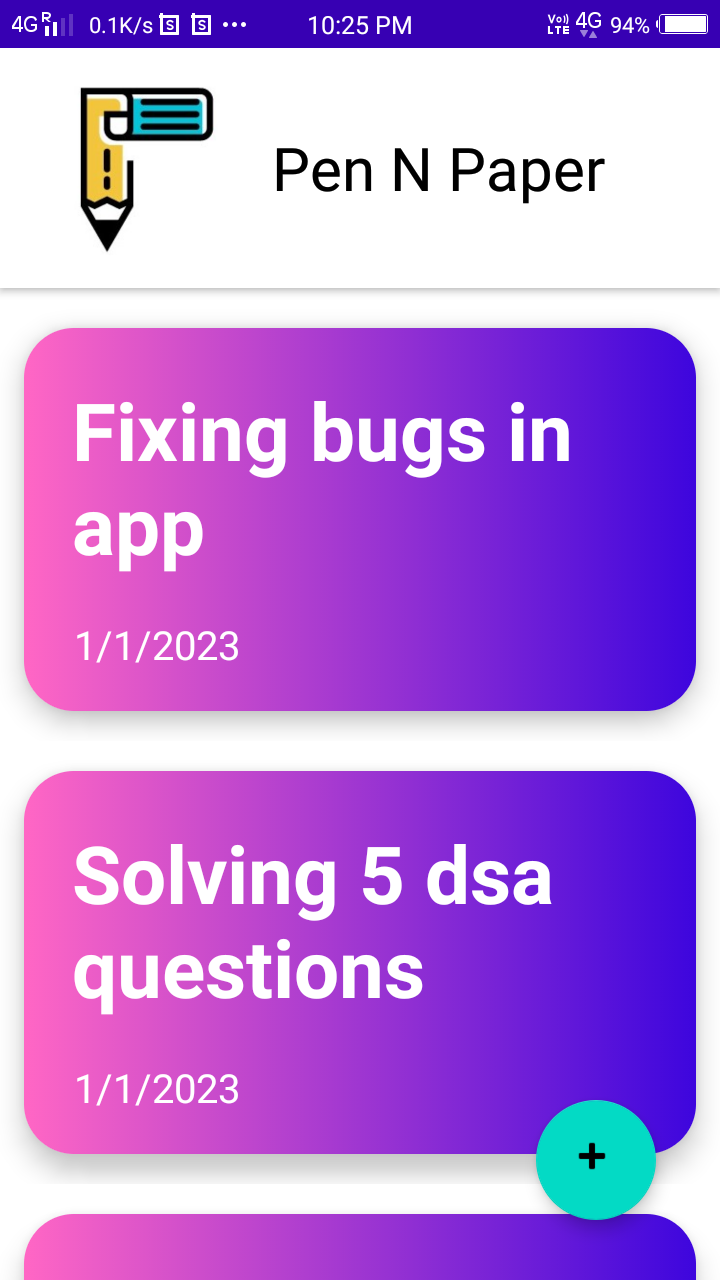 4G R 0.1K/s S S ... 10:25 PM Vo)) LTE 4G 94%
Pen N Paper
Fixing bugs in
app
1/1/2023
Solving 5 dsa
questions
1/1/2023
+